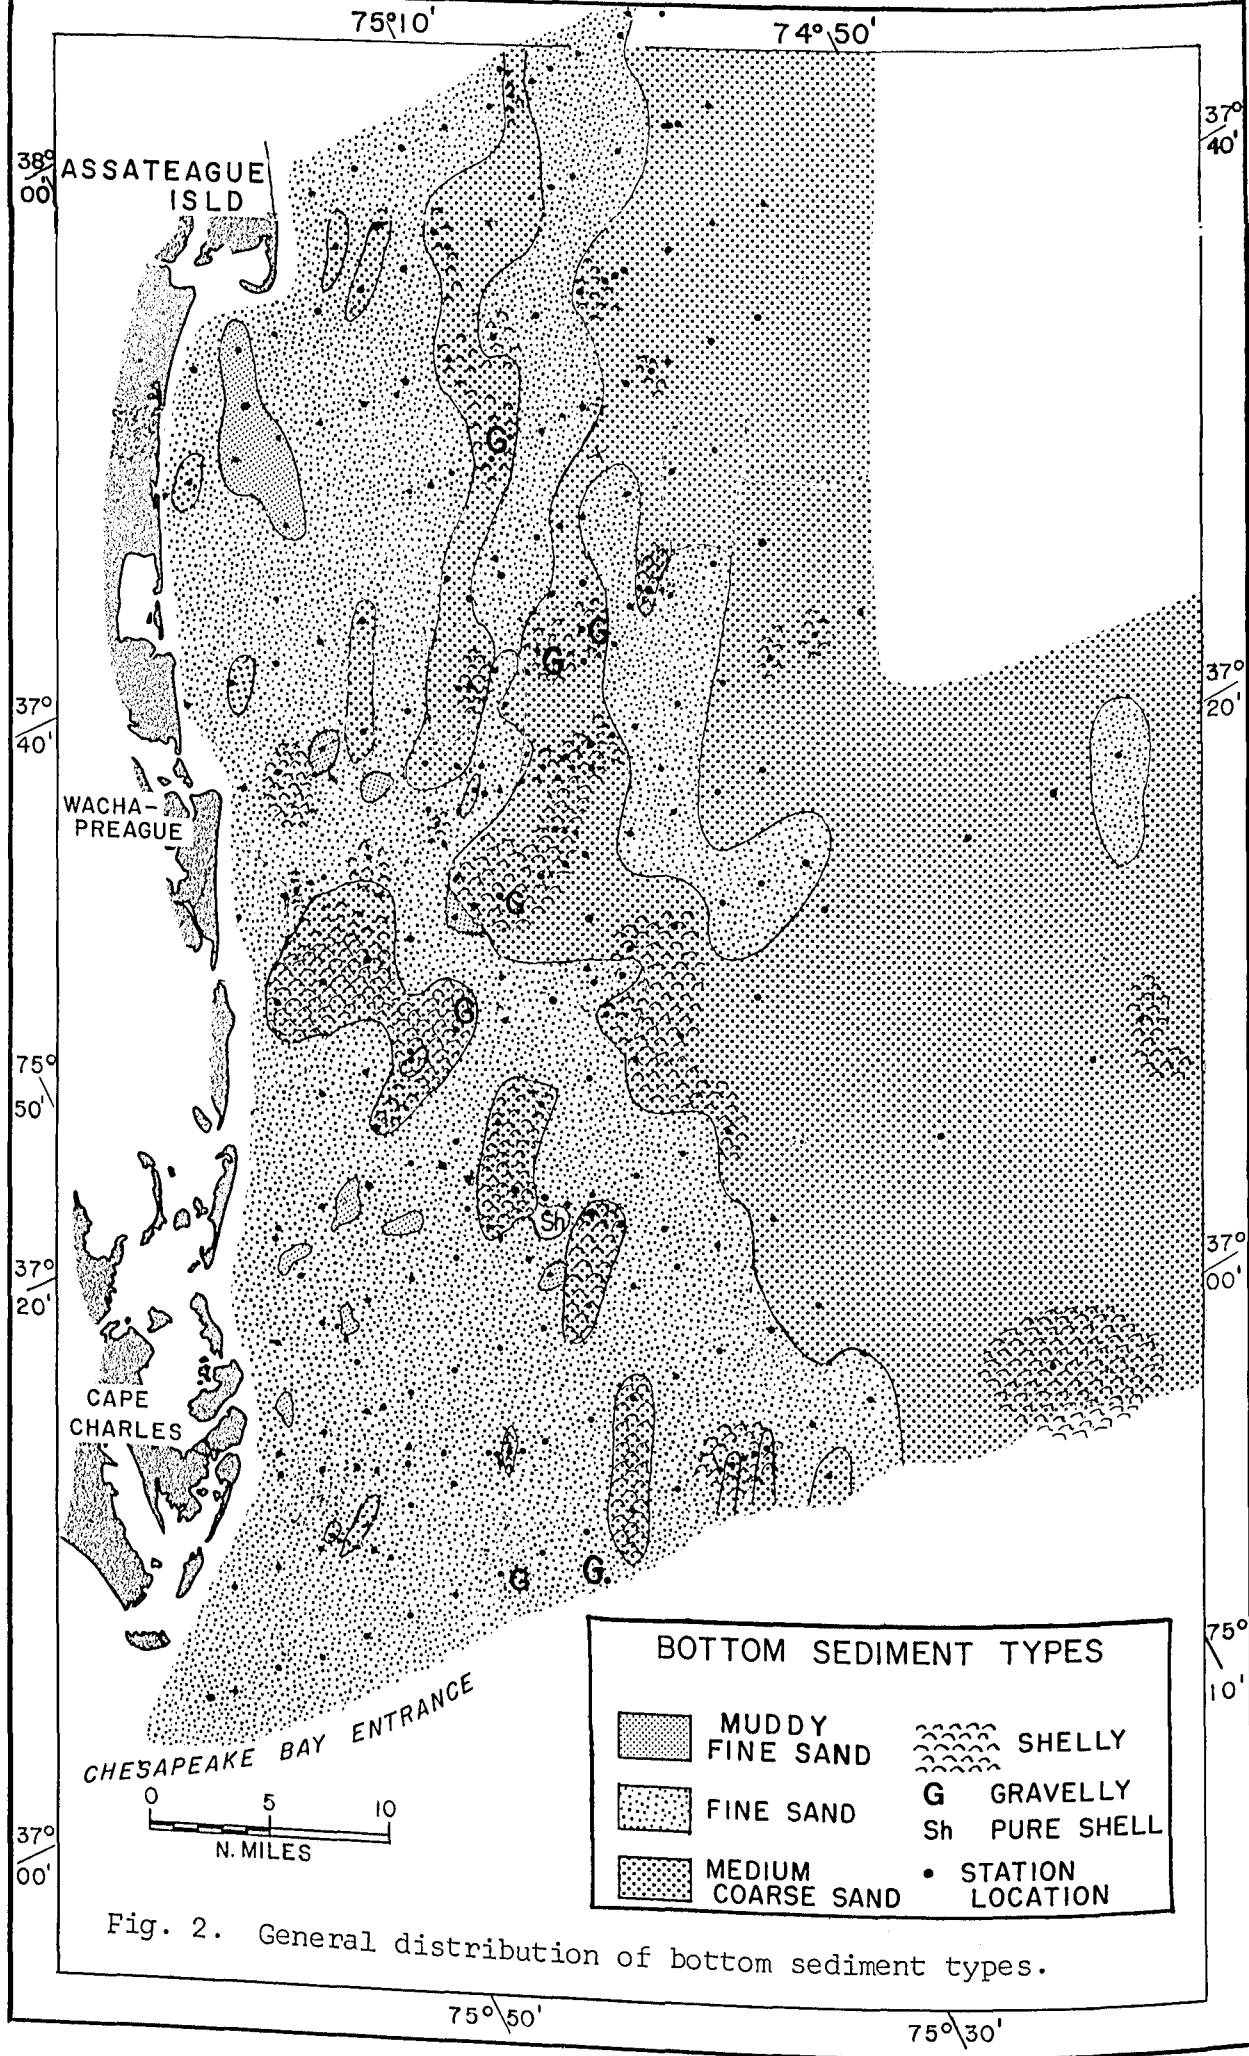 75°10'
74°50'
37°
40'
38°
00'
ASSATEAGUE
ISLD
G
G
G
37°
20'
37°
40'
WACHA-
PREAGUE
G
G
75°
50'
Sh
37°
00'
37°
20'
CAPE
CHARLES
G
G
75°
10'
CHESAPEAKE BAY ENTRANCE
0 5 10
N. MILES
37°
00'
BOTTOM SEDIMENT TYPES
MUDDY
FINE SAND
FINE SAND
MEDIUM
COARSE SAND
SHELLY
G GRAVELLY
Sh PURE SHELL
• STATION
LOCATION
Fig. 2. General distribution of bottom sediment types.
75°50'
75°30'